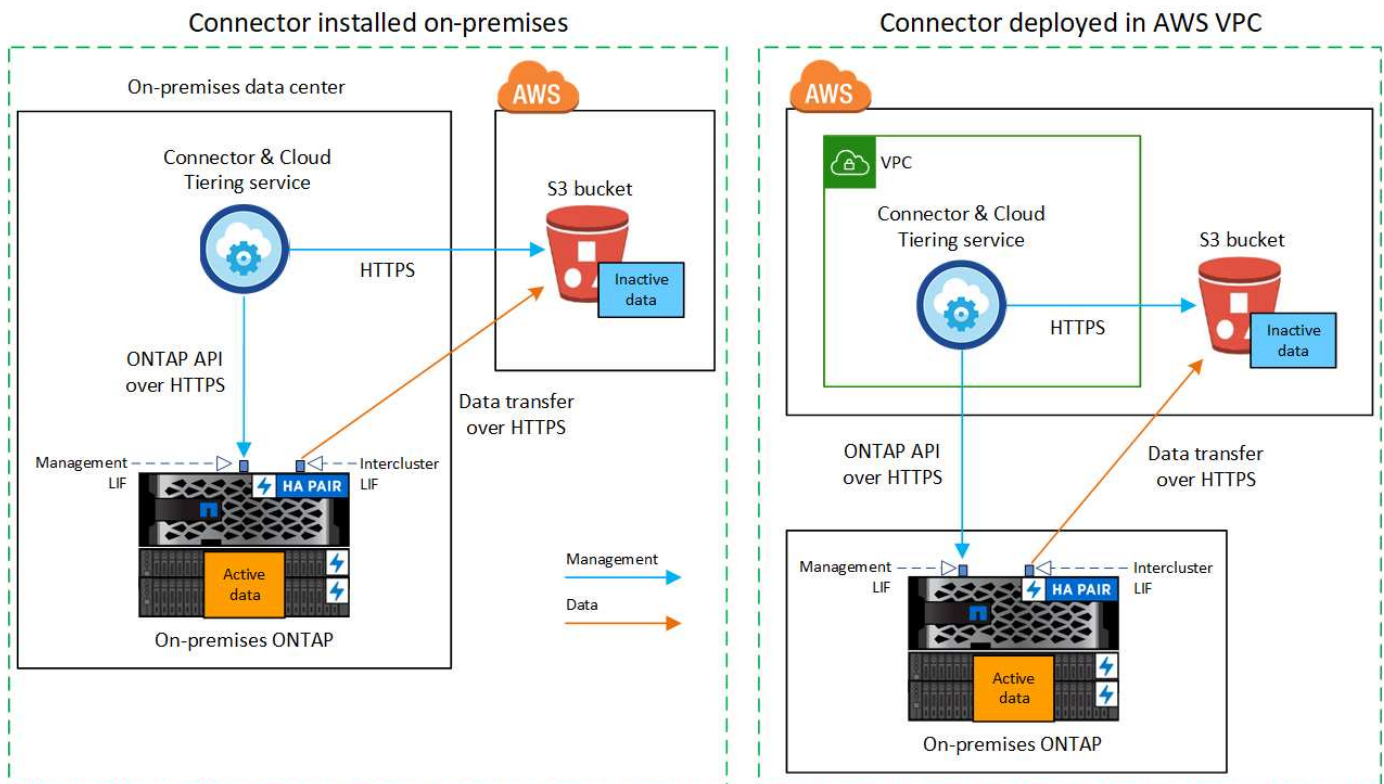 Connector installed on-premises
On-premises data center
AWS
Connector & Cloud
Tiering service
S3 bucket
HTTPS
Inactive
data
ONTAP API
over HTTPS
Data transfer
over HTTPS
Management
LIF
Intercluster
LIF
HA PAIR
Active
data
On-premises ONTAP
Management
Data
Connector deployed in AWS VPC
AWS
VPC
Connector & Cloud
Tiering service
S3 bucket
HTTPS
Inactive
data
ONTAP API
over HTTPS
Data transfer
over HTTPS
Management
LIF
Intercluster
LIF
HA PAIR
Active
data
On-premises ONTAP